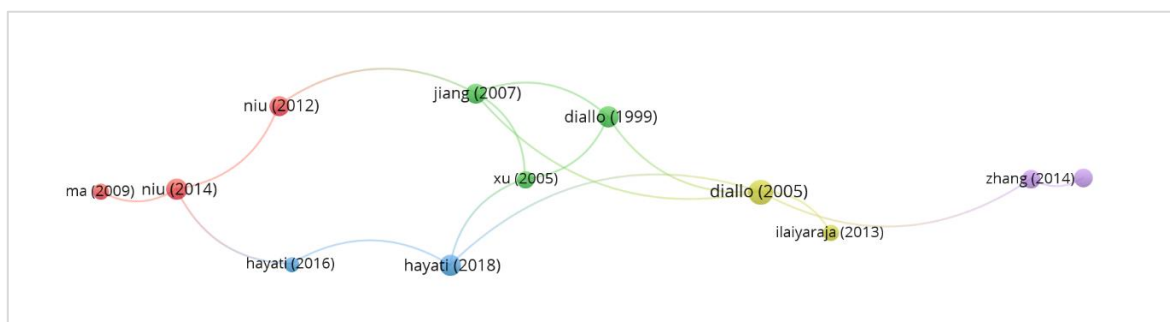 niu (2012)
jiang (2007)
diallo (1999)
ma (2009)
niu (2014)
xu (2005)
diallo (2005)
zhang (2014)
ilaiyaraja (2013)
hayati (2016)
hayati (2018)